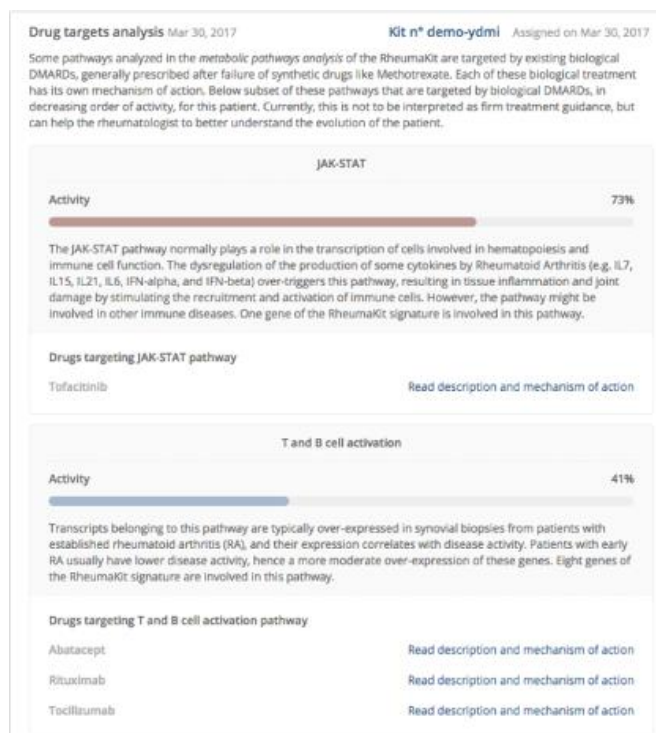 Drug targets analysis Mar 30, 2017 Kit n° demo-ydmi Assigned on Mar 30, 2017
Some pathways analyzed in the metabolic pathways analysis of the RheumaKit are targeted by existing biological
DMARDs, generally prescribed after failure of synthetic drugs like Methotrexate. Each of these biological treatment
has its own mechanism of action. Below subset of these pathways that are targeted by biological DMARDs, in
decreasing order of activity, for this patient. Currently, this is not to be interpreted as firm treatment guidance, but
can help the rheumatologist to better understand the evolution of the patient.
JAK-STAT
Activity 73%
The JAK-STAT pathway normally plays a role in the transcription of cells involved in hematopoiesis and
immune cell function. The dysregulation of the production of some cytokines by Rheumatoid Arthritis (e.g. IL7,
IL15, IL21, IL6, IFN-alpha, and IFN-beta) over-triggers this pathway, resulting in tissue inflammation and joint
damage by stimulating the recruitment and activation of immune cells. However, the pathway might be
involved in other immune diseases. One gene of the RheumaKit signature is involved in this pathway.
Drugs targeting JAK-STAT pathway
Tofacitinib Read description and mechanism of action
T and B cell activation
Activity 41%
Transcripts belonging to this pathway are typically over-expressed in synovial biopsies from patients with
established rheumatoid arthritis (RA), and their expression correlates with disease activity. Patients with early
RA usually have lower disease activity, hence a more moderate over-expression of these genes. Eight genes of
the RheumaKit signature are involved in this pathway.
Drugs targeting T and B cell activation pathway
Abatacept Read description and mechanism of action
Rituximab Read description and mechanism of action
Tocilizumab Read description and mechanism of action